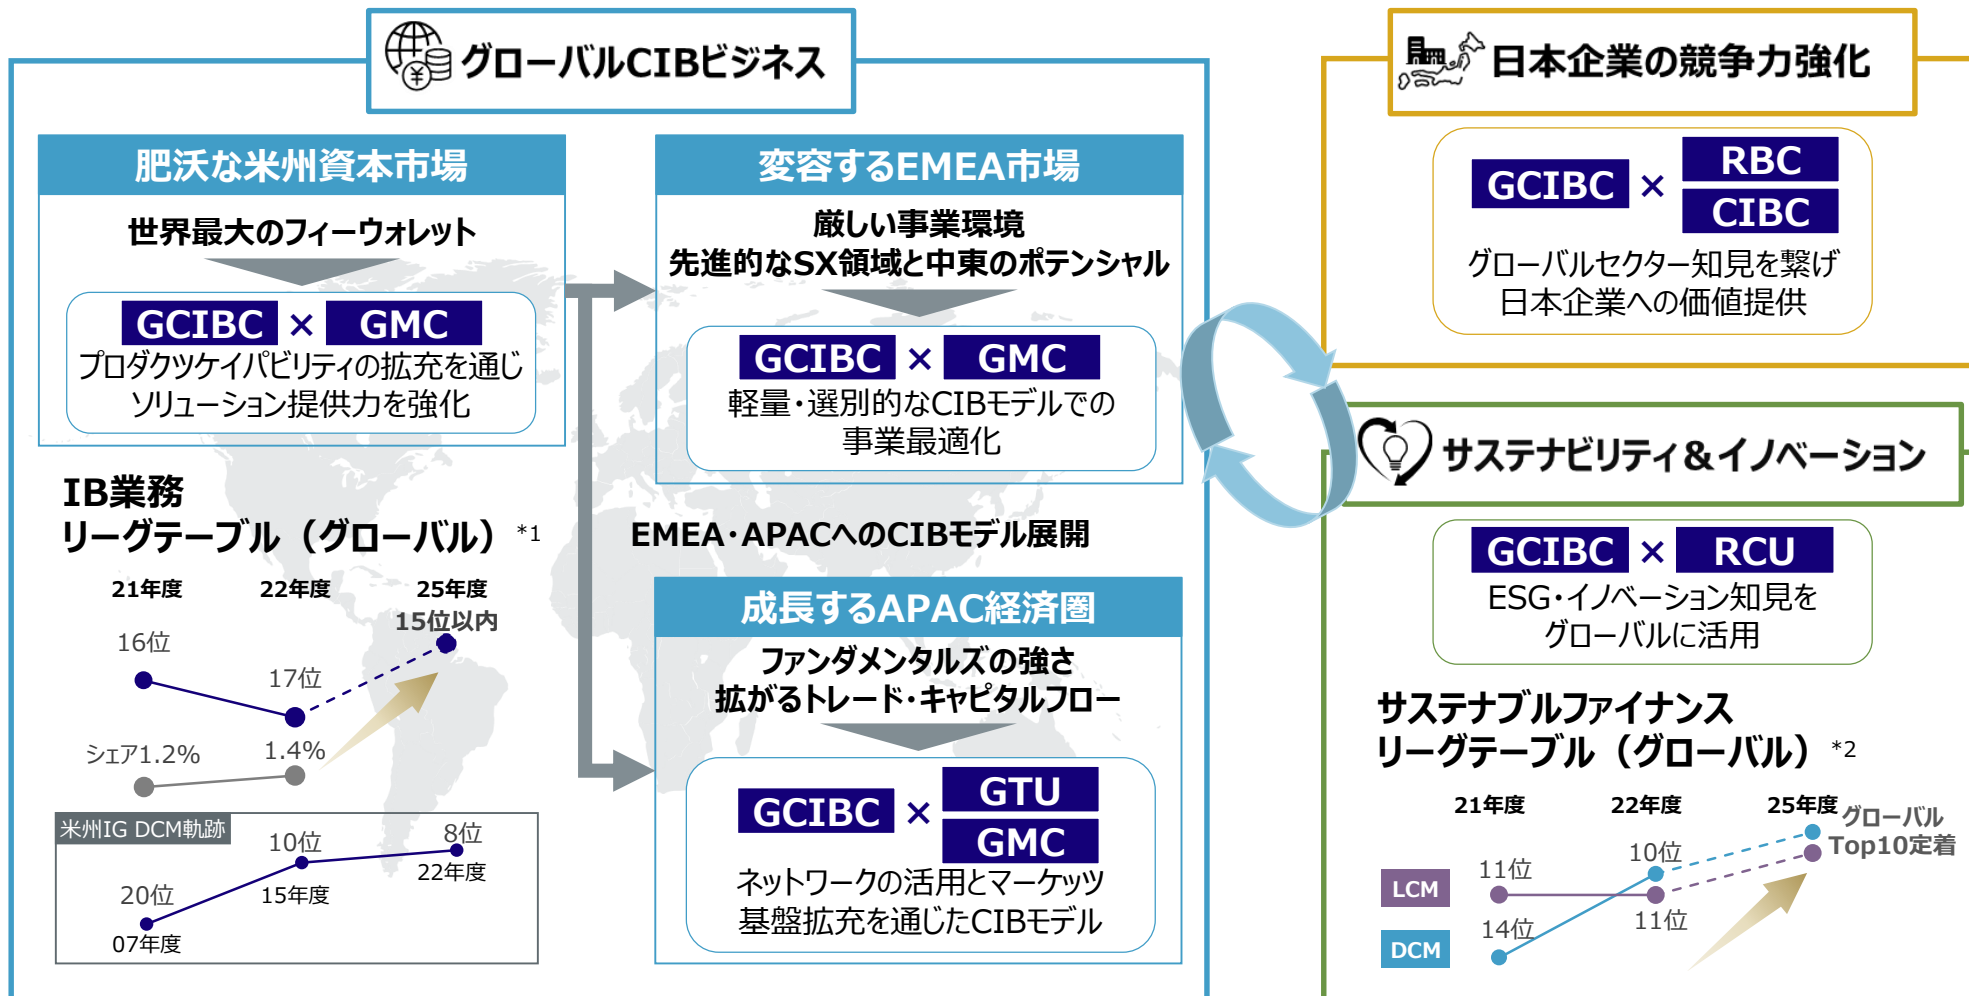 グローバルCIBビジネス
肥沃な米州資本市場
世界最大のフィーウォレット
GCIBC × GMC
プロダクツケイパビリティの拡充を通じ
ソリューション提供力を強化
IB業務
リーグテーブル（グローバル）*1
21年度 22年度 25年度
15位以内
16位
17位
シェア1.2%
1.4%
米州IG DCM軌跡
20位
07年度
10位
15年度
8位
22年度
変容するEMEA市場
厳しい事業環境
先進的なSX領域と中東のポテンシャル
GCIBC × GMC
軽量・選別的なCIBモデルでの
事業最適化
EMEA・APACへのCIBモデル展開
成長するAPAC経済圏
ファンダメンタルズの強さ
拡がるトレード・キャピタルフロー
GCIBC ×
GTU
GMC
ネットワークの活用とマーケッツ
基盤拡充を通じたCIBモデル
日本企業の競争力強化
GCIBC ×
RBC
CIBC
グローバルセクター知見を繋げ
日本企業への価値提供
サステナビリティ＆イノベーション
GCIBC × RCU
ESG・イノベーション知見を
グローバルに活用
サステナブルファイナンス
リーグテーブル（グローバル）*2
21年度 22年度 25年度
グローバル
Top10定着
LCM
11位
11位
DCM
14位
10位